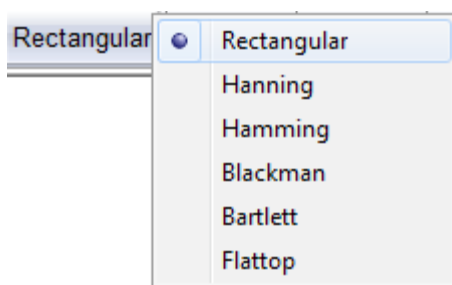 Rectangular
Rectangular
Hanning
Hamming
Blackman
Bartlett
Flattop